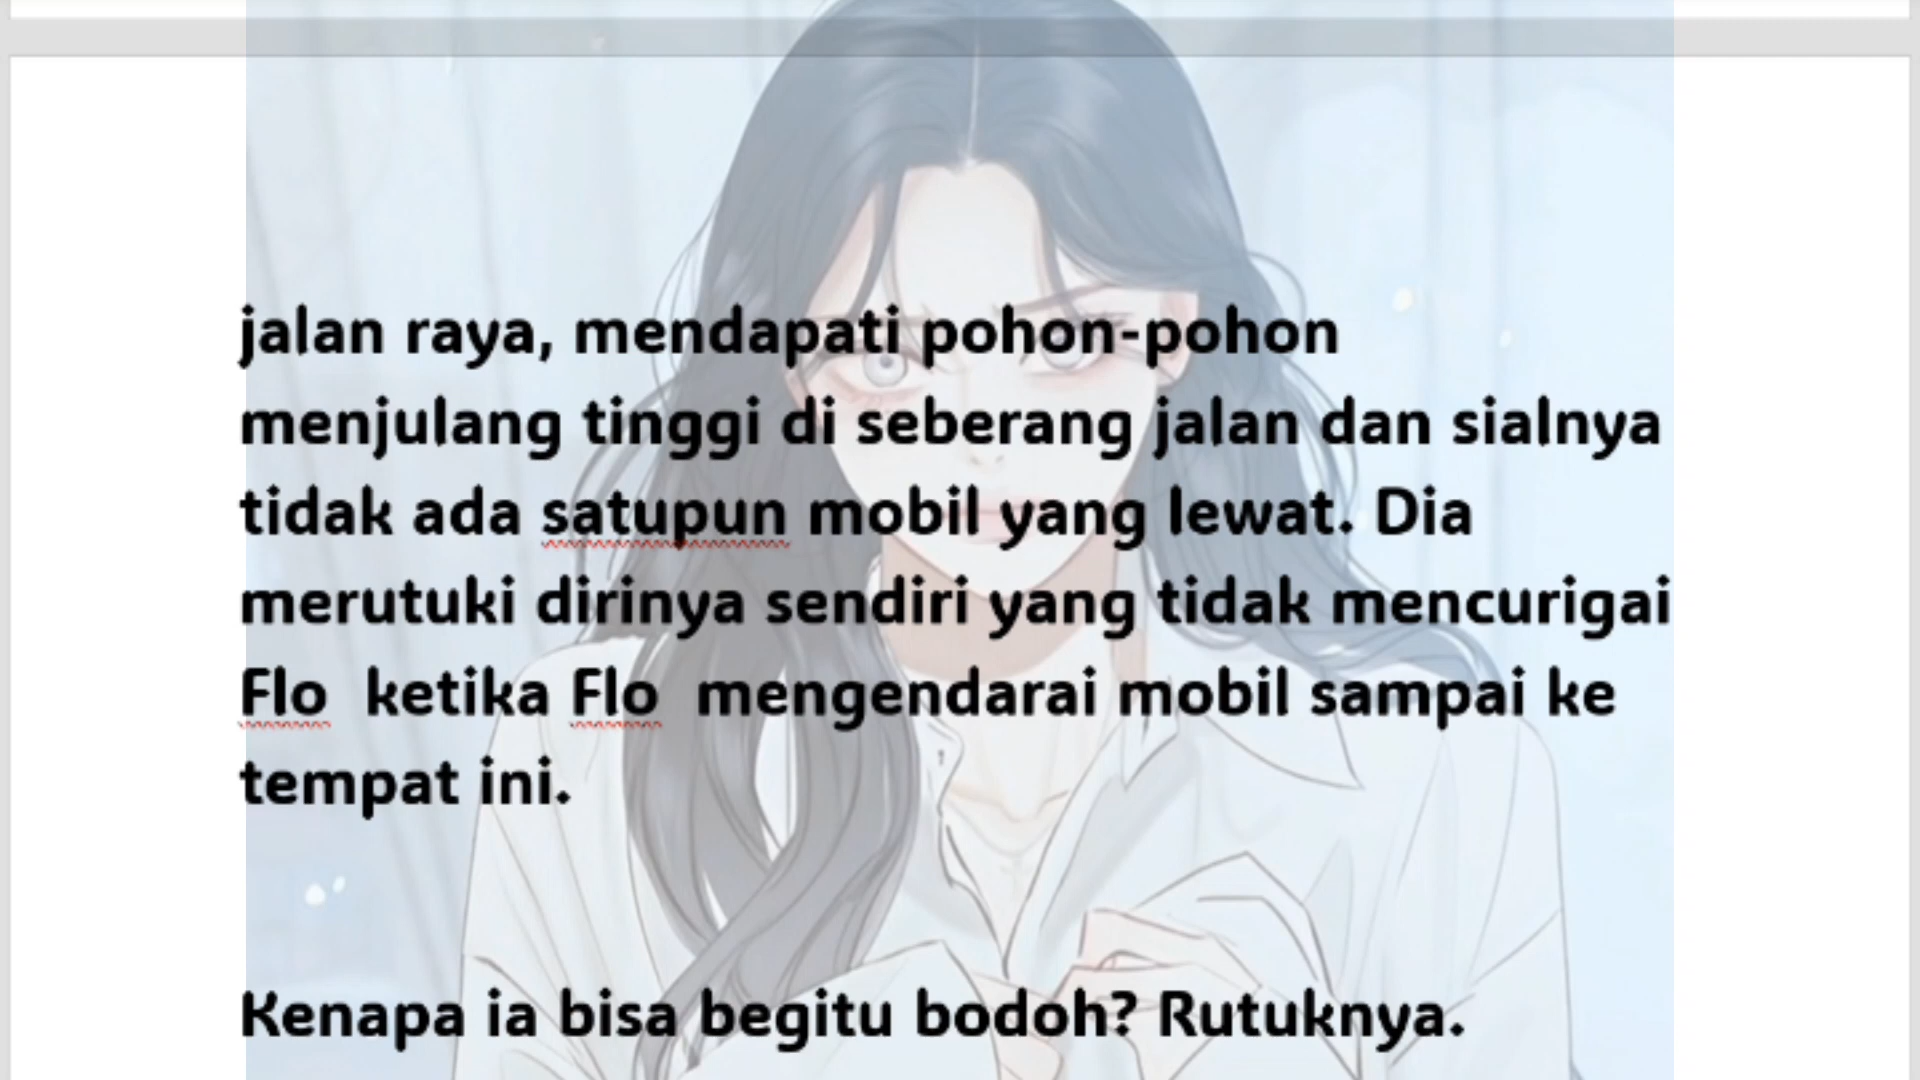 jalan raya, mendapati pohon-pohon
menjulang tinggi di seberang jalan dan sialnya
tidak ada satupun mobil yang lewat. Dia
merutuki dirinya sendiri yang tidak mencurigai
Flo  ketika Flo  mengendarai mobil sampai ke
tempat ini.
Kenapa ia bisa begitu bodoh? Rutuknya.